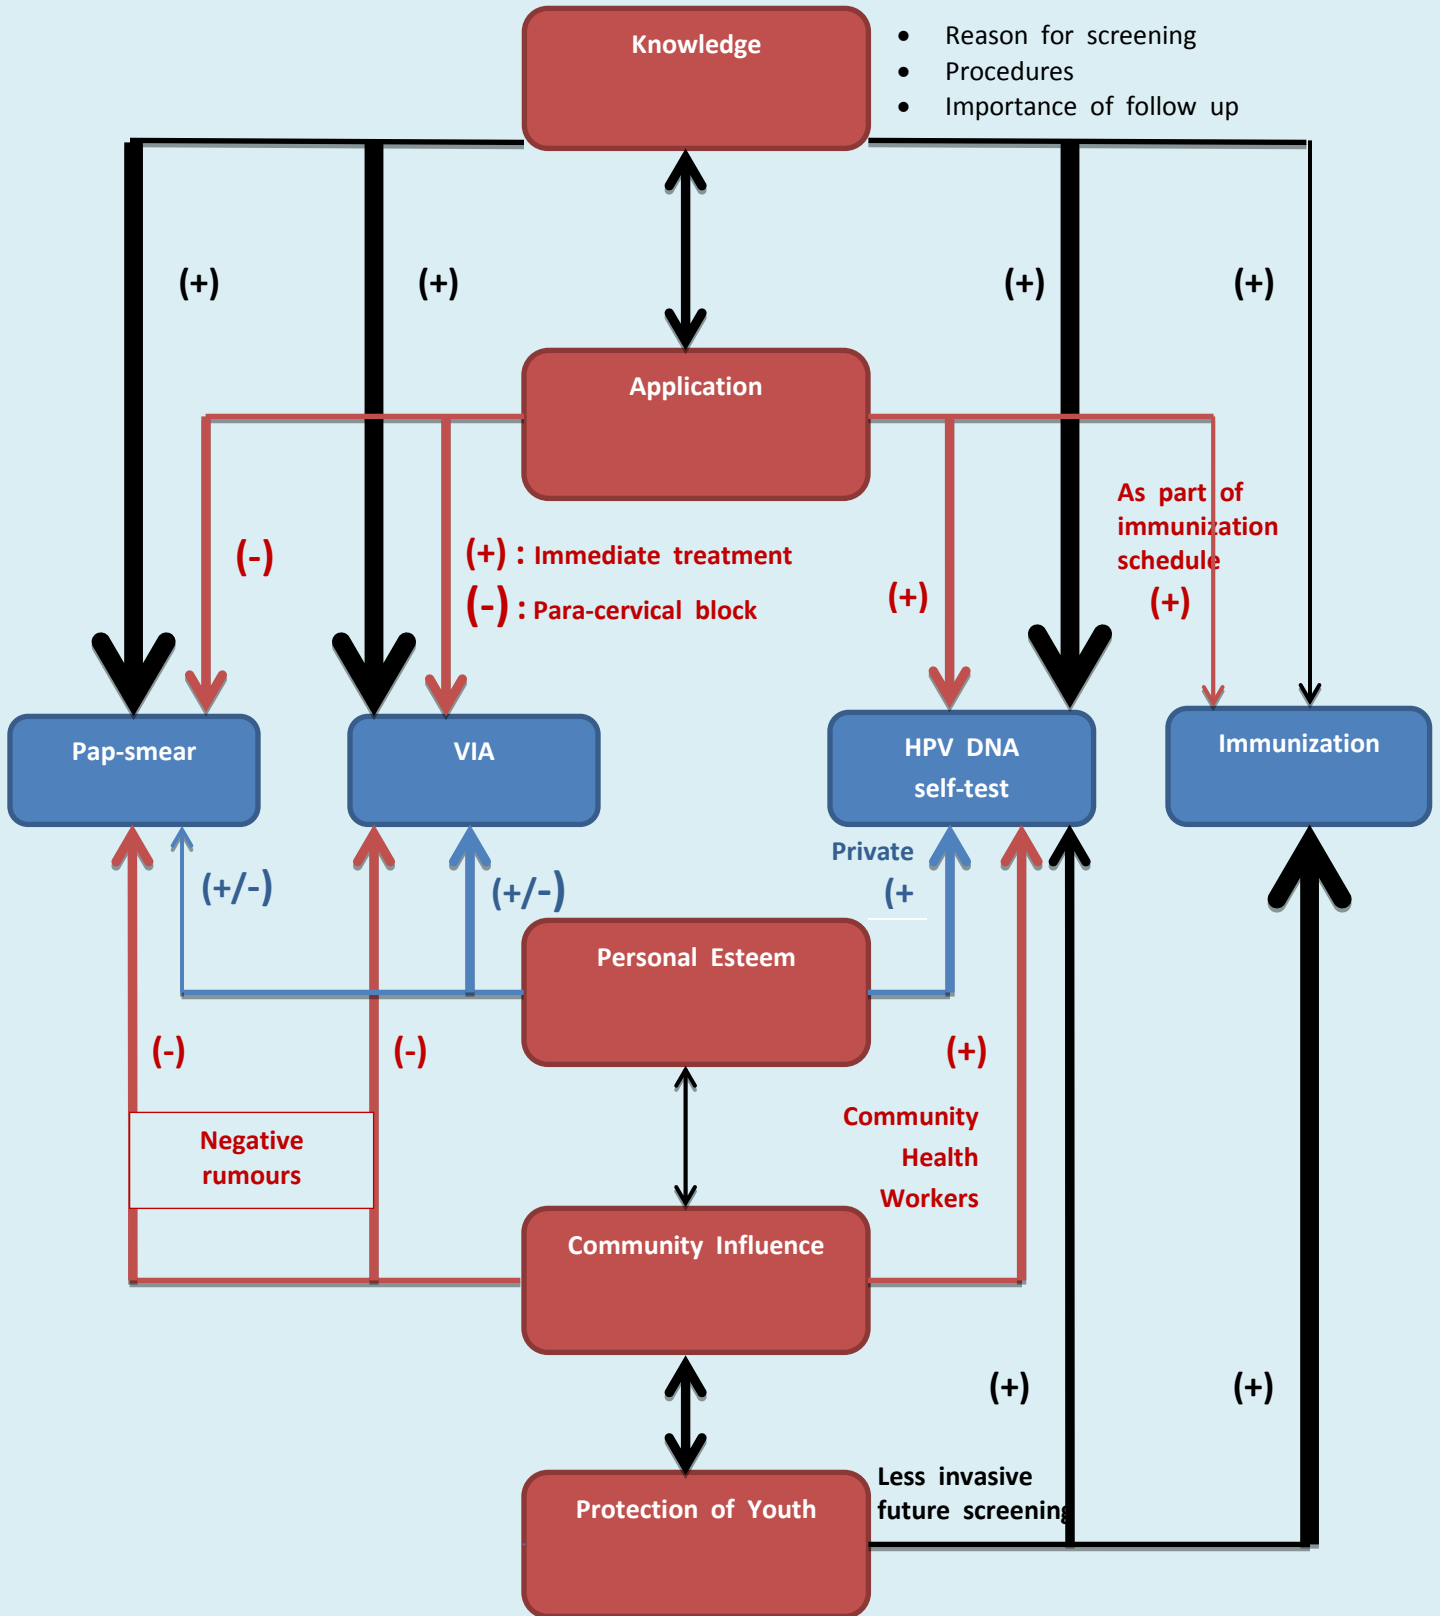 Knowledge
• Reason for screening
• Procedures
• Importance of follow up
(+)
(+)
(+)
(+)
Application
(-)
(+) : Immediate treatment
(-) : Para-cervical block
(+)
As part of
immunization
schedule
(+)
Pap-smear
VIA
HPV DNA
self-test
Immunization
(+/-)
(+/-)
Private
(+
Personal Esteem
(-)
(-)
(+)
Negative
rumours
Community
Health
Workers
Community Influence
(+)
(+)
Less invasive
future screening
Protection of Youth